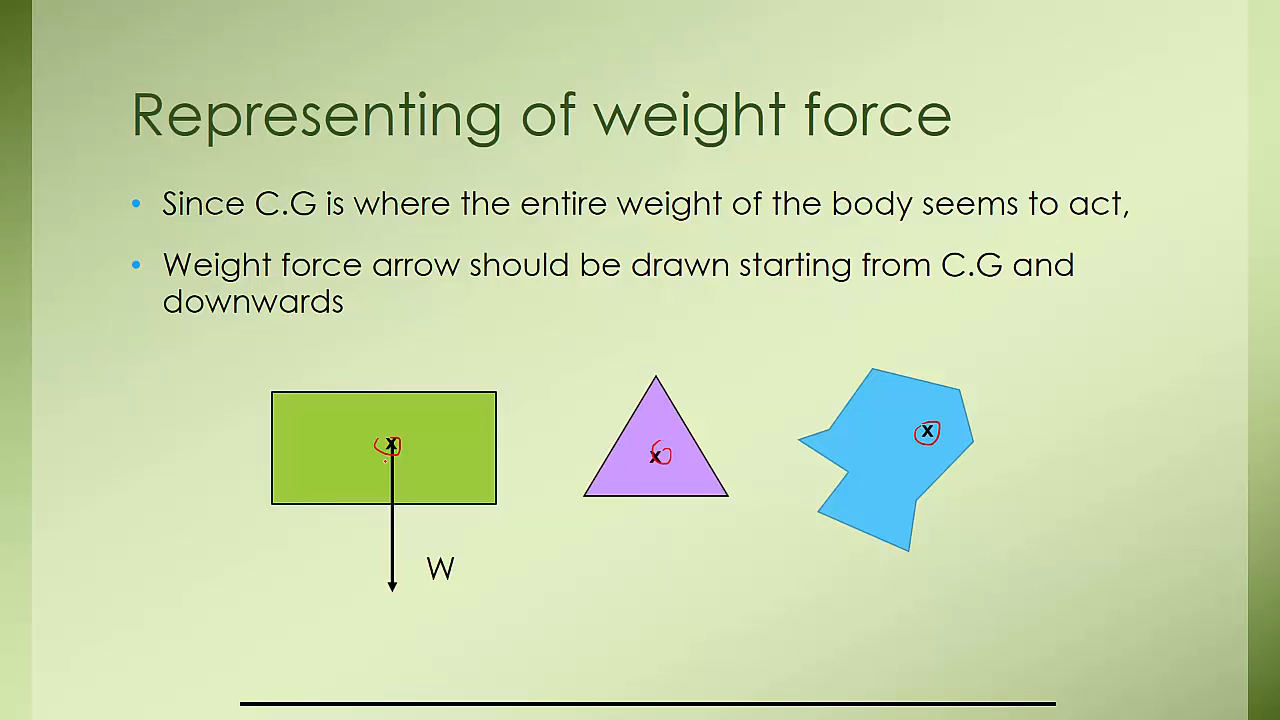 Representing of weight force
• Since C.G is where the entire weight of the body seems to act,
• Weight force arrow should be drawn starting from C.G and
downwards
x x x
W